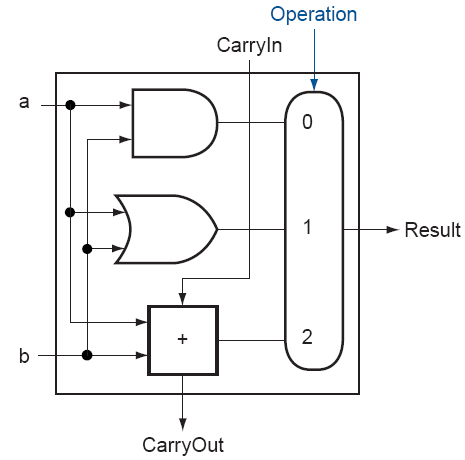 Operation
CarryIn
a
0
1
Result
2
+
b
CarryOut